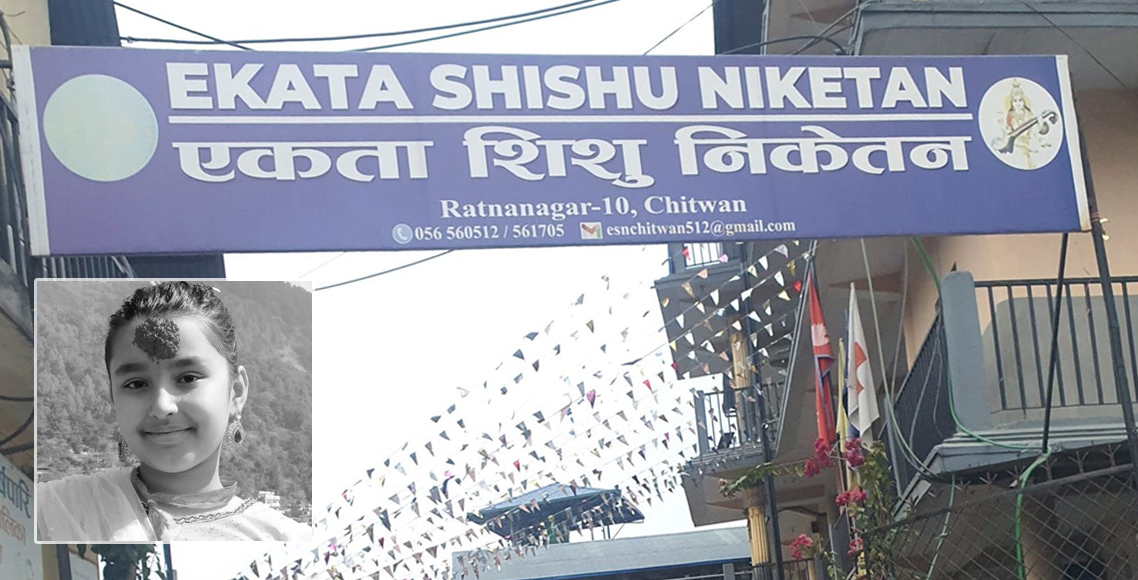 EKATA SHISHU NIKETAN
एकता शिशु निकेतन
Ratnanagar-10, Chitwan
056 560512 / 561705 esnchitwan512@gmail.com